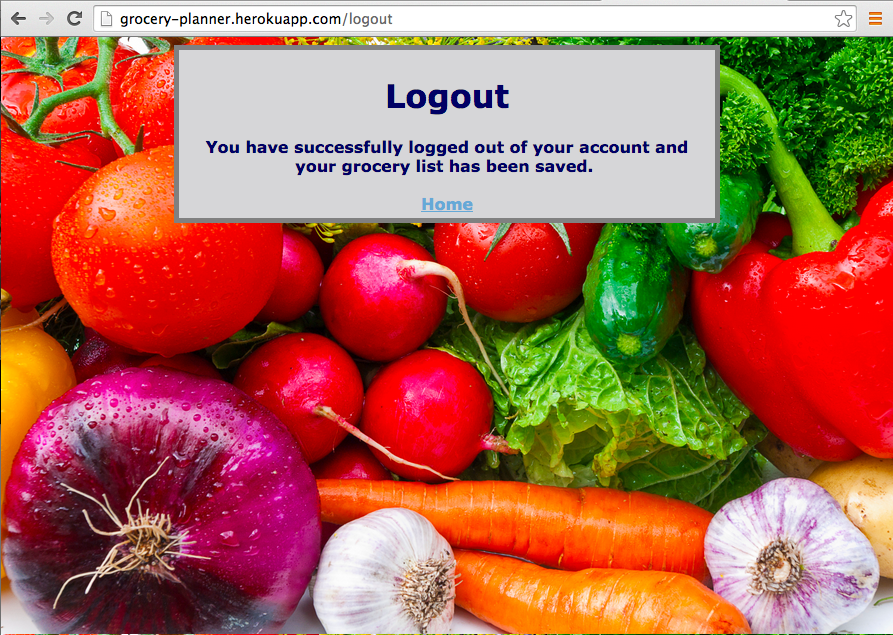 grocery-planner.herokuapp.com/logout
Logout
You have successfully logged out of your account and
your grocery list has been saved.
Home